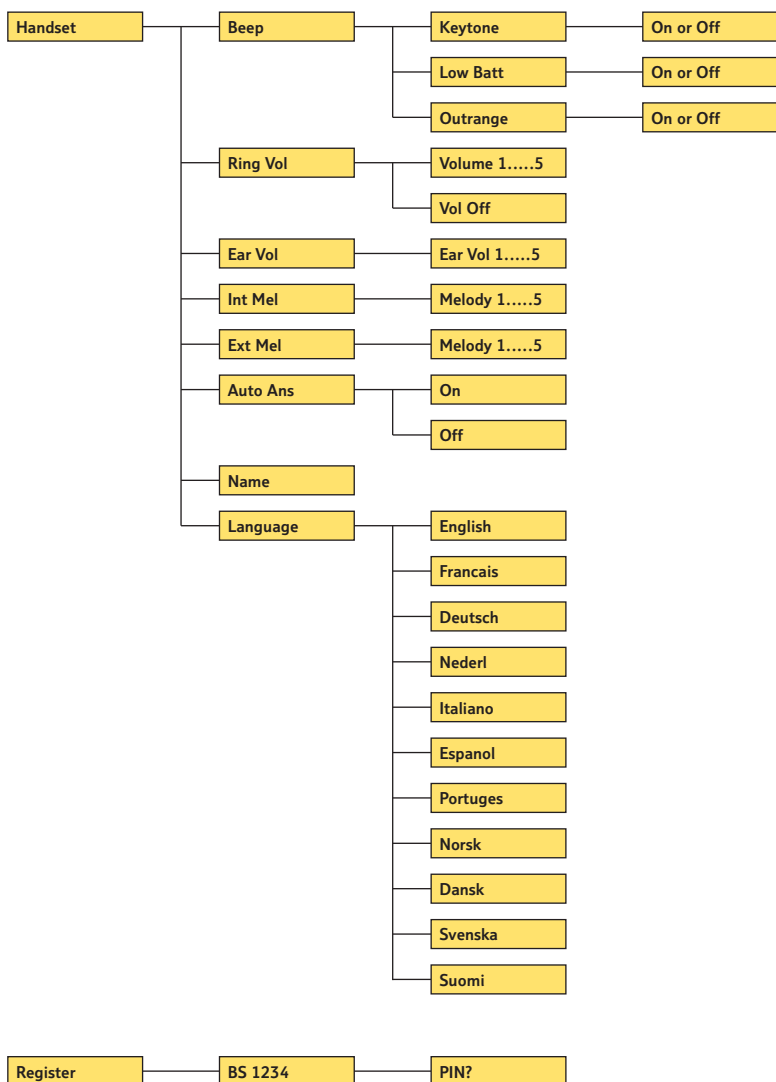 Handset Beep Keytone On or Off
Low Batt On or Off
Outrange On or Off
Ring Vol Volume 1.....5
Vol Off
Ear Vol Ear Vol 1.....5
Int Mel Melody 1.....5
Ext Mel Melody 1.....5
Auto Ans On
Off
Name
Language English
Francais
Deutsch
Nederl
Italiano
Espanol
Portuges
Norsk
Dansk
Svenska
Suomi
Register BS 1234 PIN?